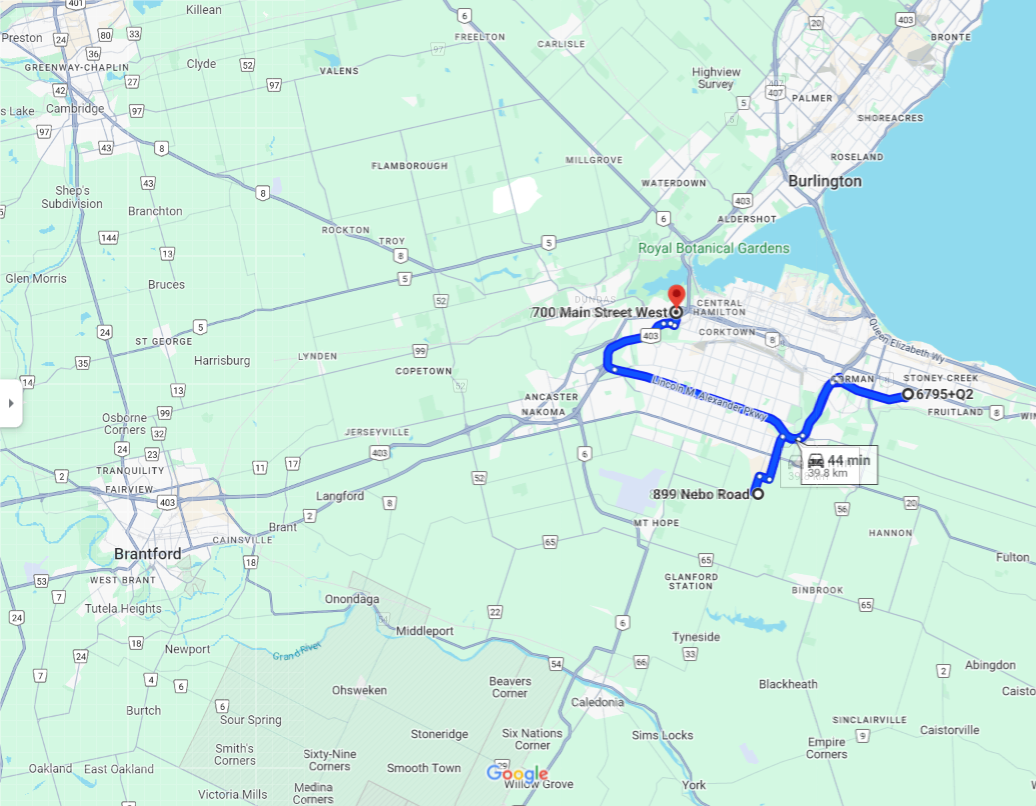 401
Killean
6
403
20
Preston
24
80
33
FREELTON
CARLISLE
BRONTE
36
97
GREENWAY-CHAPLIN
Clyde
52
VALENS
Highview
Survey
27
97
407
407
42
PALMER
s Lake
Cambridge
97
5
6
SHOREACRES
97
43
8
ROSELAND
FLAMBOROUGH
MILLGROVE
43
WATERDOWN
Burlington
Shep's
Subdivision
8
403
Branchton
6
ALDERSHOT
ROCKTON
TROY
144
5
Royal Botanical Gardens
13
8
5
Glen Morris
Bruces
52
DUNDAS
CENTRAL
HAMILTON
700 Main Street West
24
5
403
CORKTOWN
8
Queen Elizabeth Wy
ST GEORGE
99
35
Harrisburg
LYNDEN
COPETOWN
52
Lincoln M. Alexander Pkwy
STONEY-CREEK
14
13
6795+Q2
ANCASTER
NAKOMA
FRUITLAND
8
WIN
Osborne
Corners
99
32
JERSEYVILLE
24
23
403
6
44 min
39.8 km
TRANQUILITY
11
17
2
52
FAIRVIEW
403
Langford
8
899 Nebo Road
20
2
56
MT HOPE
Brant
HANNON
CAINSVILLE
65
Brantford
18
65
Fulton
53
WEST BRANT
GLANFORD
STATION
7
BINBROOK
Tutela Heights
Onondaga
54
22
65
24
6
Middleport
18
Tyneside
Newport
Grand River
33
24
54
66
Abingdon
7
4
6
2
Ohsweken
Beavers
Corner
Blackheath
Caisto
6
Caledonia
Burtch
Sour Spring
SINCLAIRVILLE
Stoneridge
Six Nations
Corner
Sims Locks
9
Caistorville
Smith's
Corners
Sixty-Nine
Corners
Empire
Corners
Oakland
East Oakland
Smooth Town
Google
Willow Grove
York
Victoria Mills
Medina
Corners